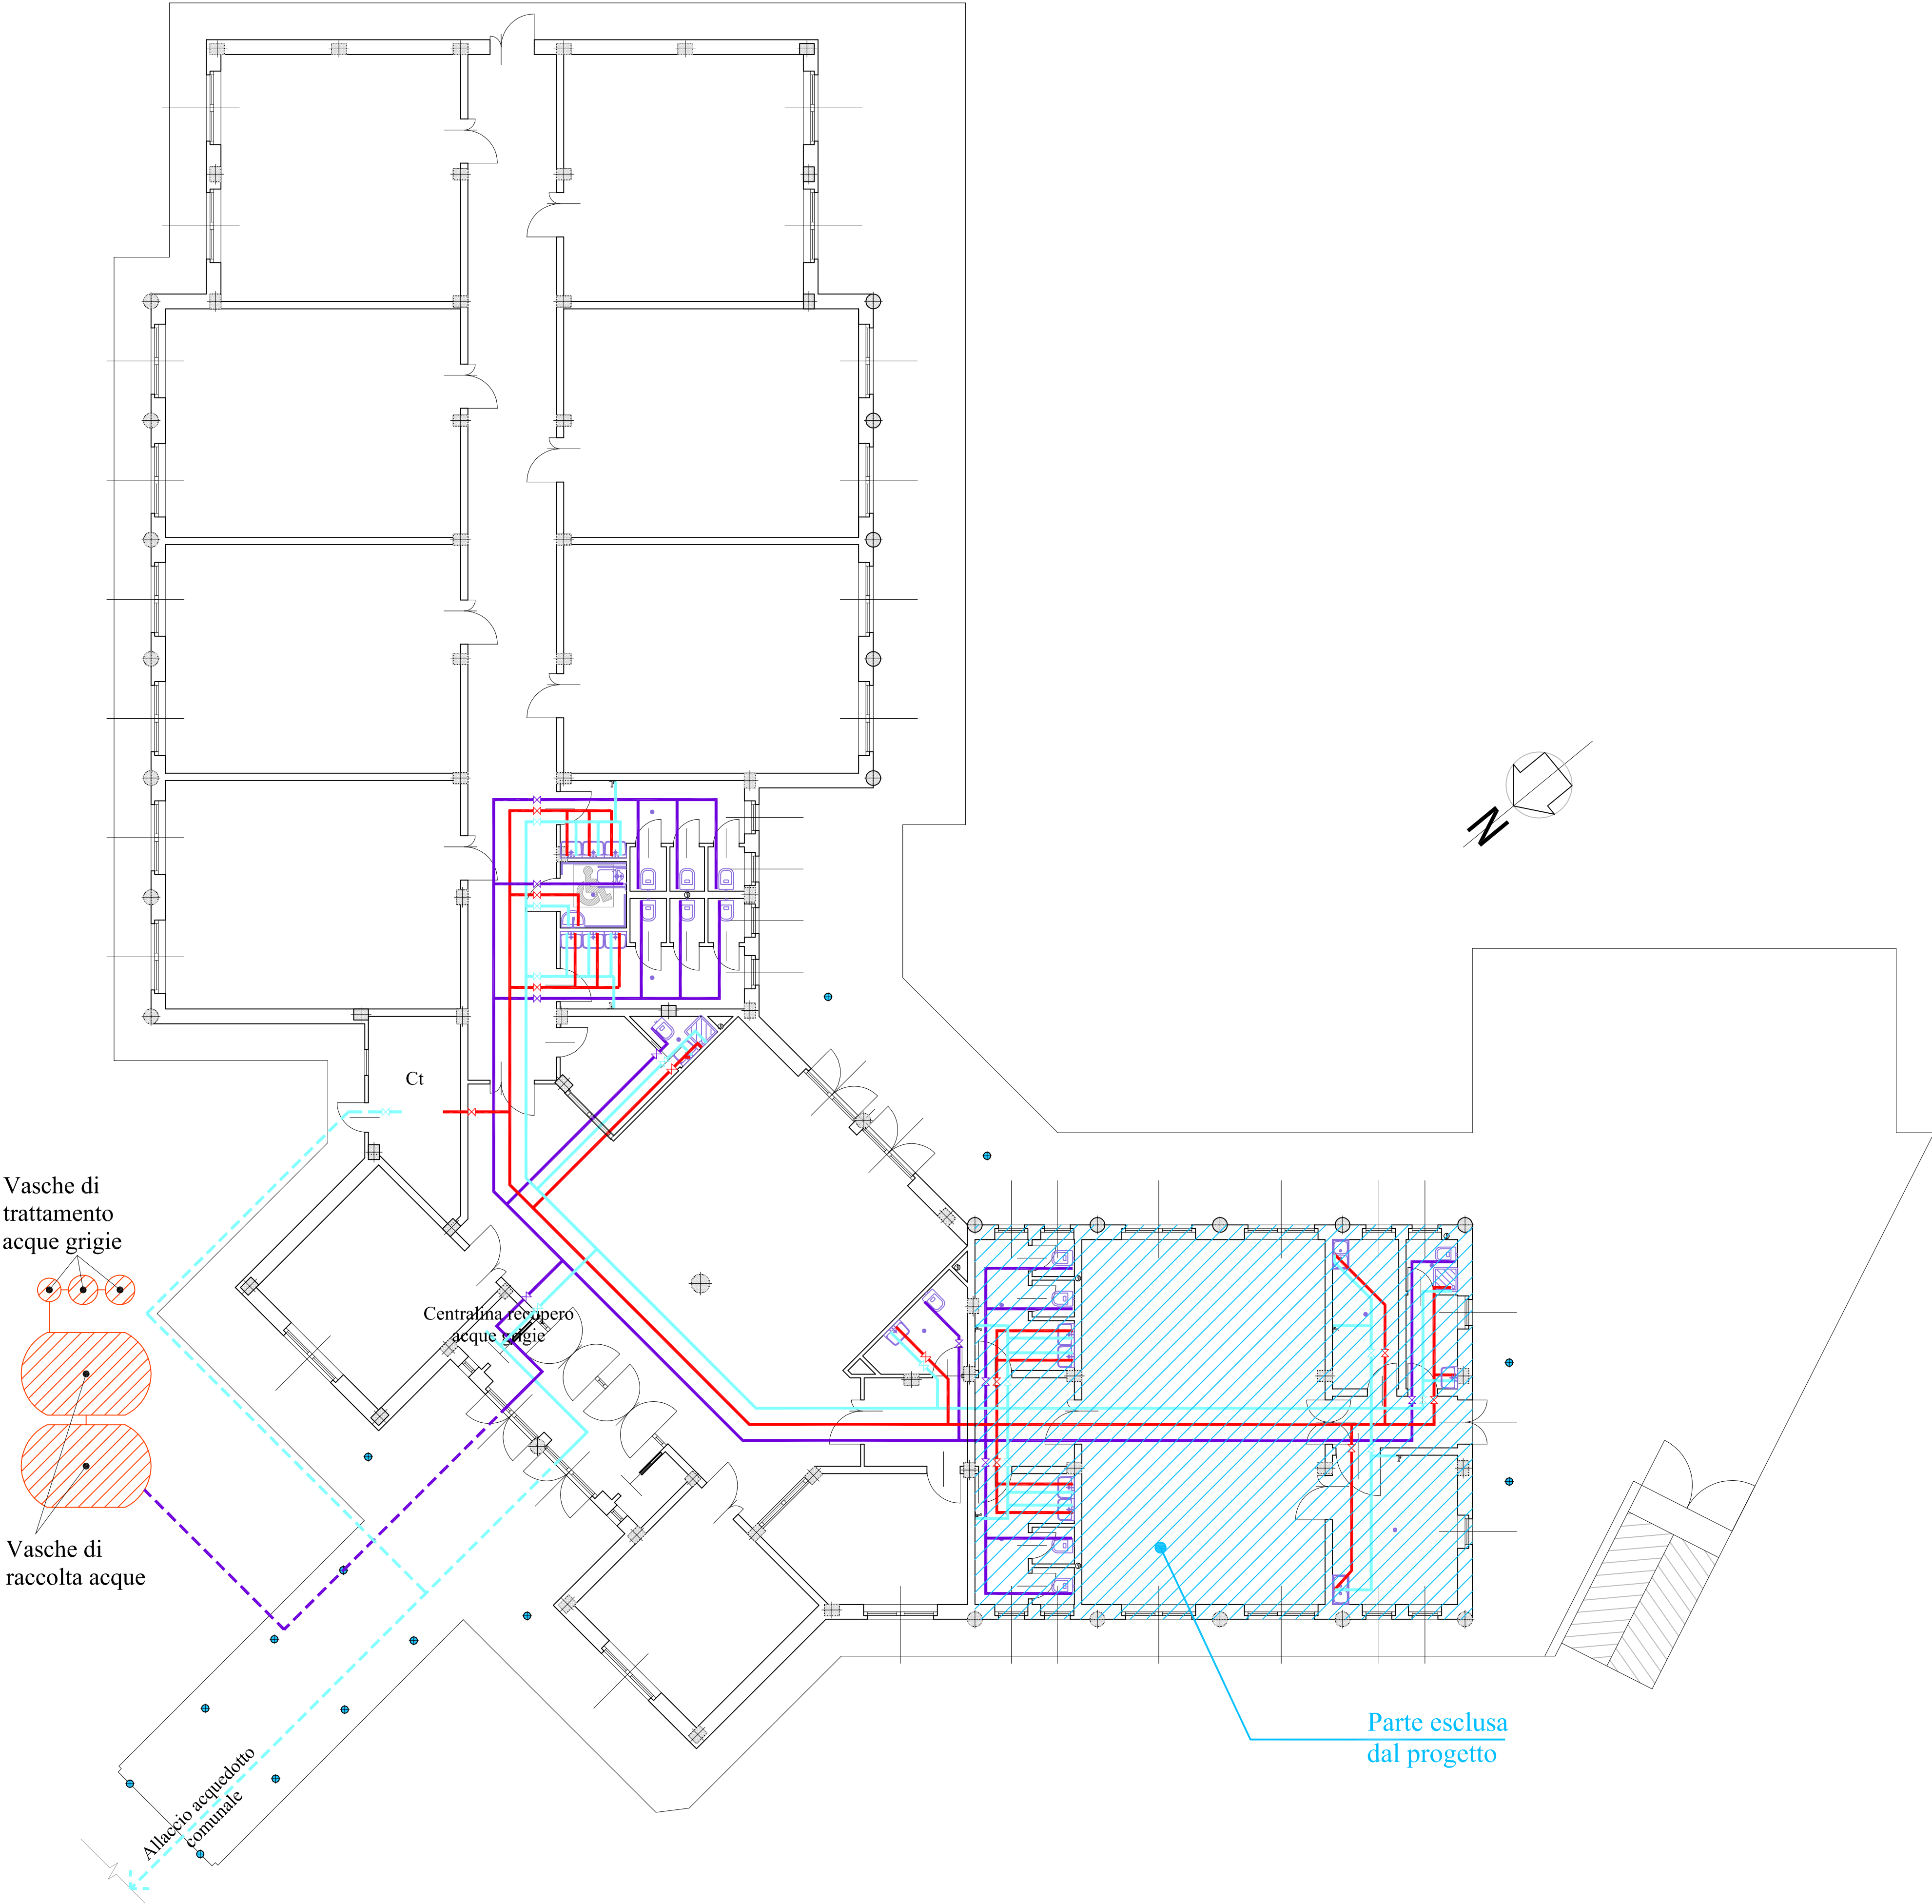 N
Ct
Vasche di
trattamento
acque grigie
Centralina recupero
acque grigie
Vasche di
raccolta acque
Parte esclusa
dal progetto
Allaccio acquedotto
comunale